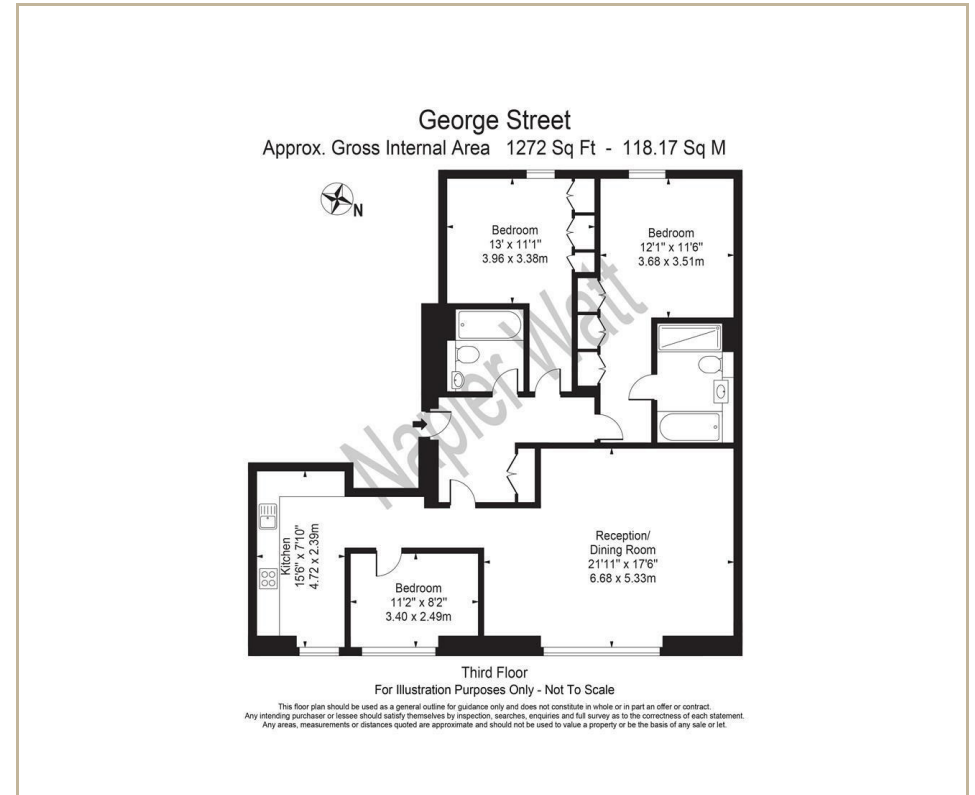 George Street
Approx. Gross Internal Area 1272 Sq Ft - 118.17 Sq M
N
Bedroom
13' x 11'1"
3.96 x 3.38m
Bedroom
12'1" x 11'6"
3.68 x 3.51m
Napier Watt
Kitchen
15'6" x 7'10"
4.72 x 2.39m
Bedroom
11'2" x 8'2"
3.40 x 2.49m
Reception/
Dining Room
21'11" x 17'6"
6.68 x 5.33m
Third Floor
For Illustration Purposes Only - Not To Scale
This floor plan should be used as a general outline for guidance only and does not constitute in whole or in part an offer or contract.
Any intending purchaser or lessee should satisfy themselves by inspection, searches, enquiries and full survey as to the correctness of each statement.
Any areas, measurements or distances quoted are approximate and should not be used to value a property or be the basis of any sale or let.